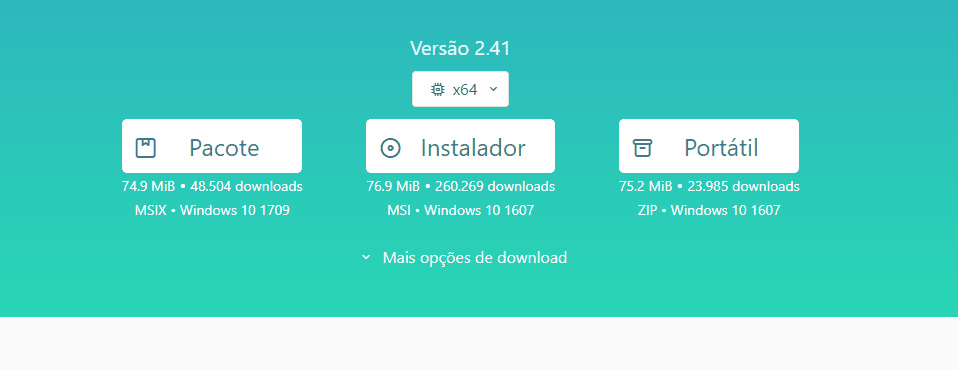 Versão 2.41
x64
Pacote
74.9 MiB • 48.504 downloads
MSIX • Windows 10 1709
Instalador
76.9 MiB • 260.269 downloads
MSI • Windows 10 1607
Portátil
75.2 MiB • 23.985 downloads
ZIP • Windows 10 1607
Mais opções de download